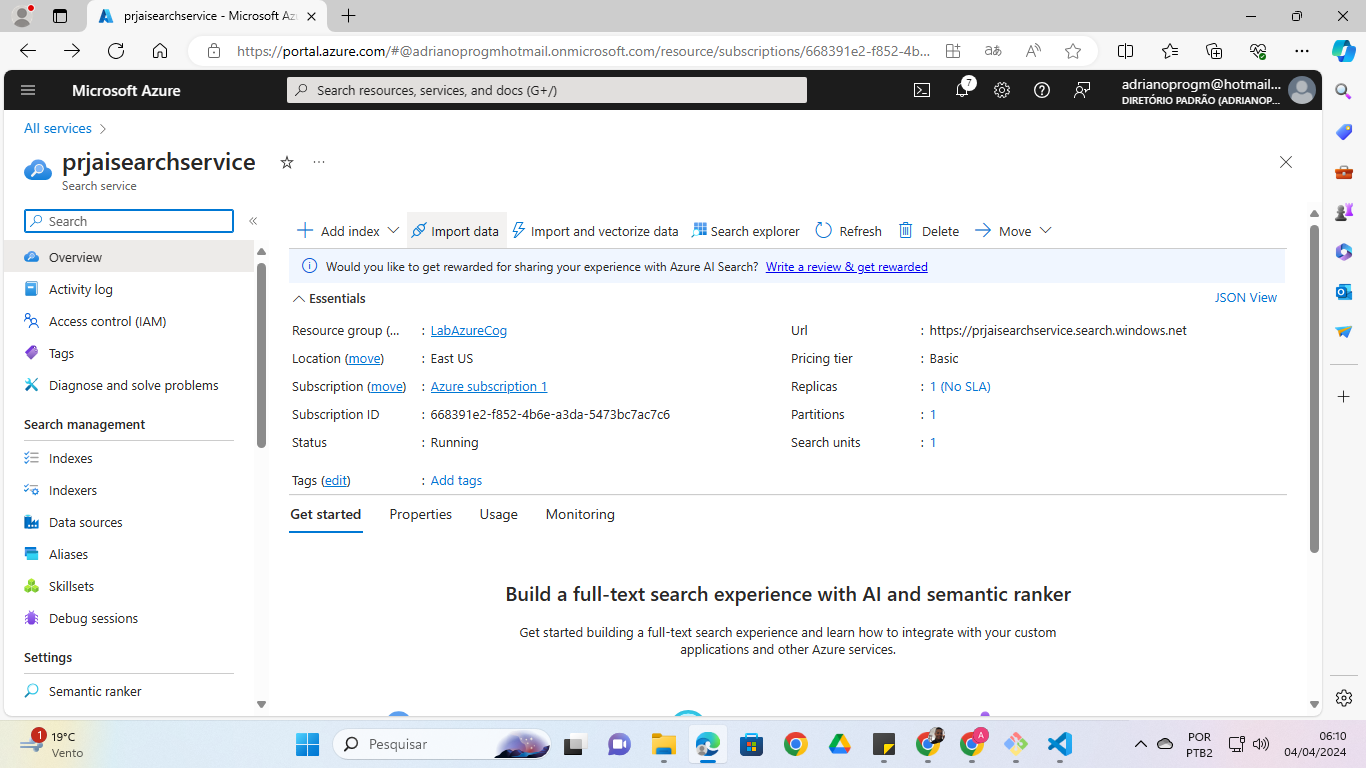 prjaisearchservice - Microsoft Az
https://portal.azure.com/#@adrianoprogmhotmail.onmicrosoft.com/resource/subscriptions/668391e2-f852-4b...
Microsoft Azure
Search resources, services, and docs (G+/)
7
adrianoprogm@hotmail...
DIRETÓRIO PADRÃO (ADRIANOP...
All services
prjaisearchservice
Search service
Search
Add index
Import data
Import and vectorize data
Search explorer
Refresh
Delete
Move
Would you like to get rewarded for sharing your experience with Azure AI Search? Write a review & get rewarded
Overview
Activity log
Access control (IAM)
Tags
Diagnose and solve problems
Search management
Indexes
Indexers
Data sources
Aliases
Skillsets
Debug sessions
Settings
Semantic ranker
Essentials
JSON View
Resource group (... : LabAzureCog
Location (move) : East US
Subscription (move) : Azure subscription 1
Subscription ID : 668391e2-f852-4b6e-a3da-5473bc7ac7c6
Status : Running
Url : https://prjaisearchservice.search.windows.net
Pricing tier : Basic
Replicas : 1 (No SLA)
Partitions : 1
Search units : 1
Tags (edit) : Add tags
Get started
Properties
Usage
Monitoring
Build a full-text search experience with AI and semantic ranker
Get started building a full-text search experience and learn how to integrate with your custom
applications and other Azure services.
1
19°C
Vento
Pesquisar
A
POR
PTB2
06:10
04/04/2024